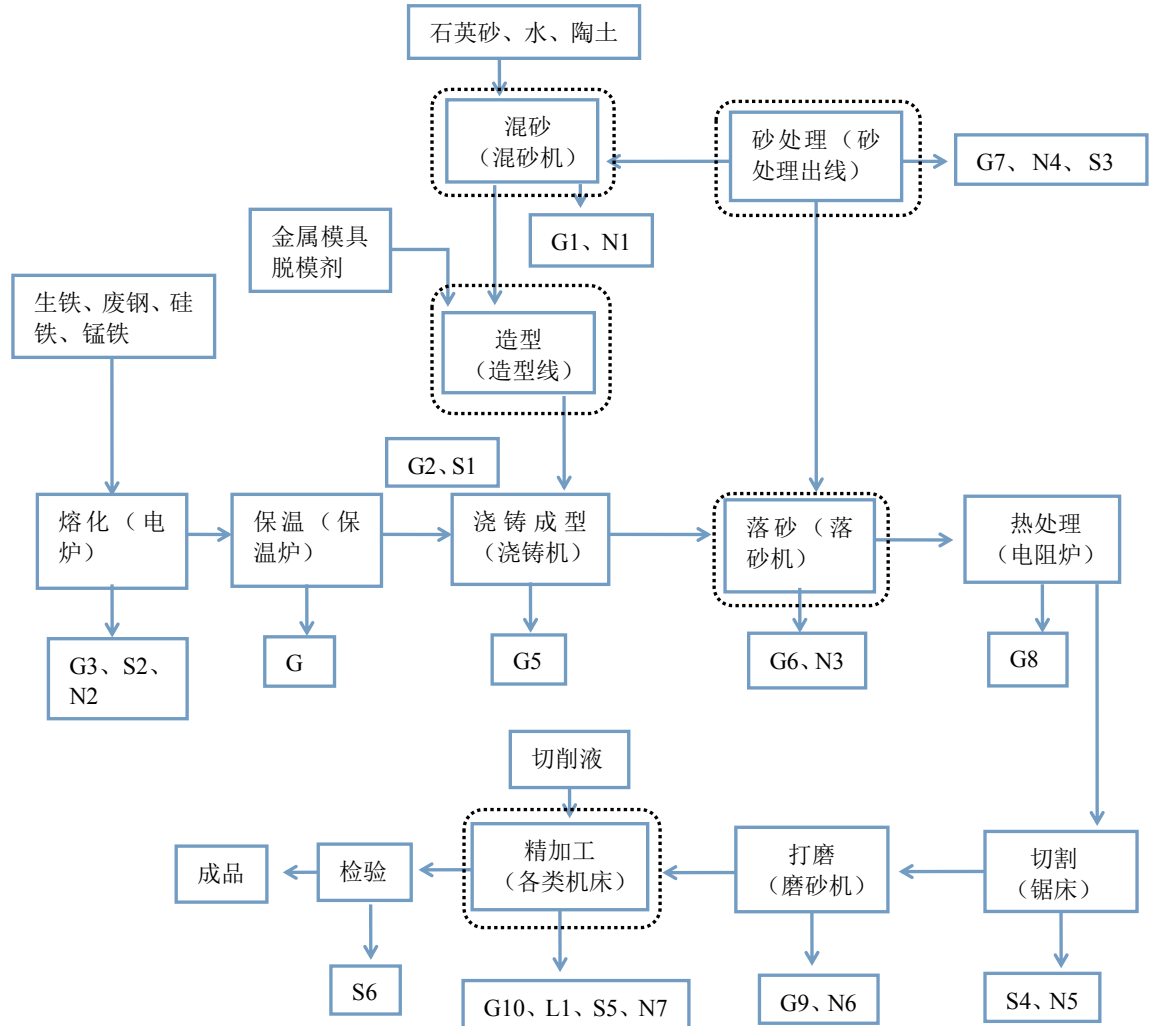 石英砂、水、陶土
混砂
（混砂机）
砂处理（砂
处理出线）
G7、N4、S3
G1、N1
金属模具
脱模剂
生铁、废钢、硅
铁、锰铁
造型
（造型线）
G2、S1
熔化（电
炉）
保温（保
温炉）
浇铸成型
（浇铸机）
落砂（落
砂机）
热处理
（电阻炉）
G3、S2、
N2
G
G5
G6、N3
G8
切削液
成品
检验
精加工
（各类机床）
打磨
（磨砂机）
切割
（锯床）
S6
G10、L1、S5、N7
G9、N6
S4、N5